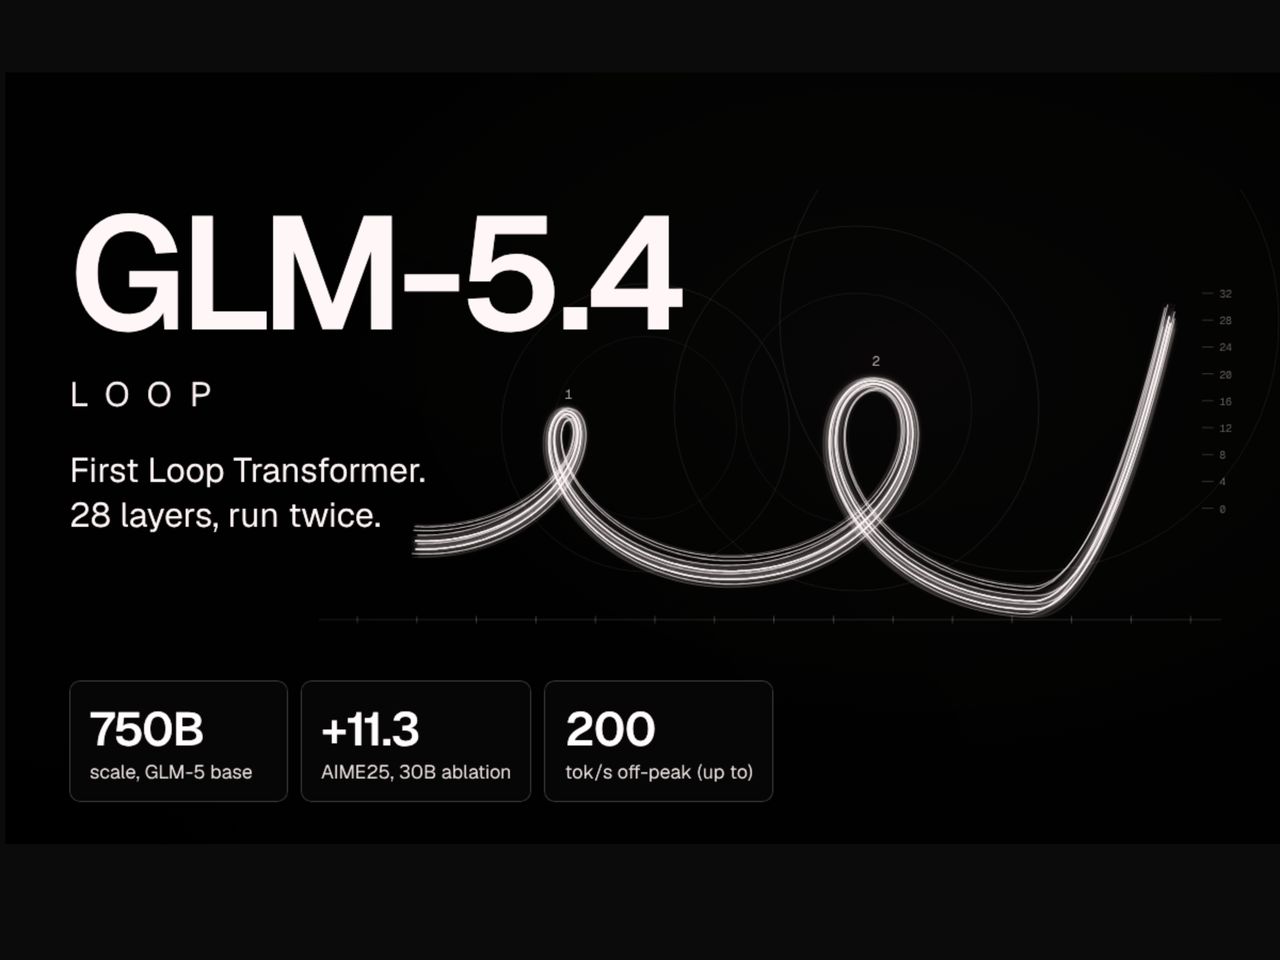 GLM-5.4
LOOP
First Loop Transformer.
28 layers, run twice.
1
2
32
28
24
20
16
12
8
4
0
750B
scale, GLM-5 base
+11.3
AIME25, 30B ablation
200
tok/s off-peak (up to)